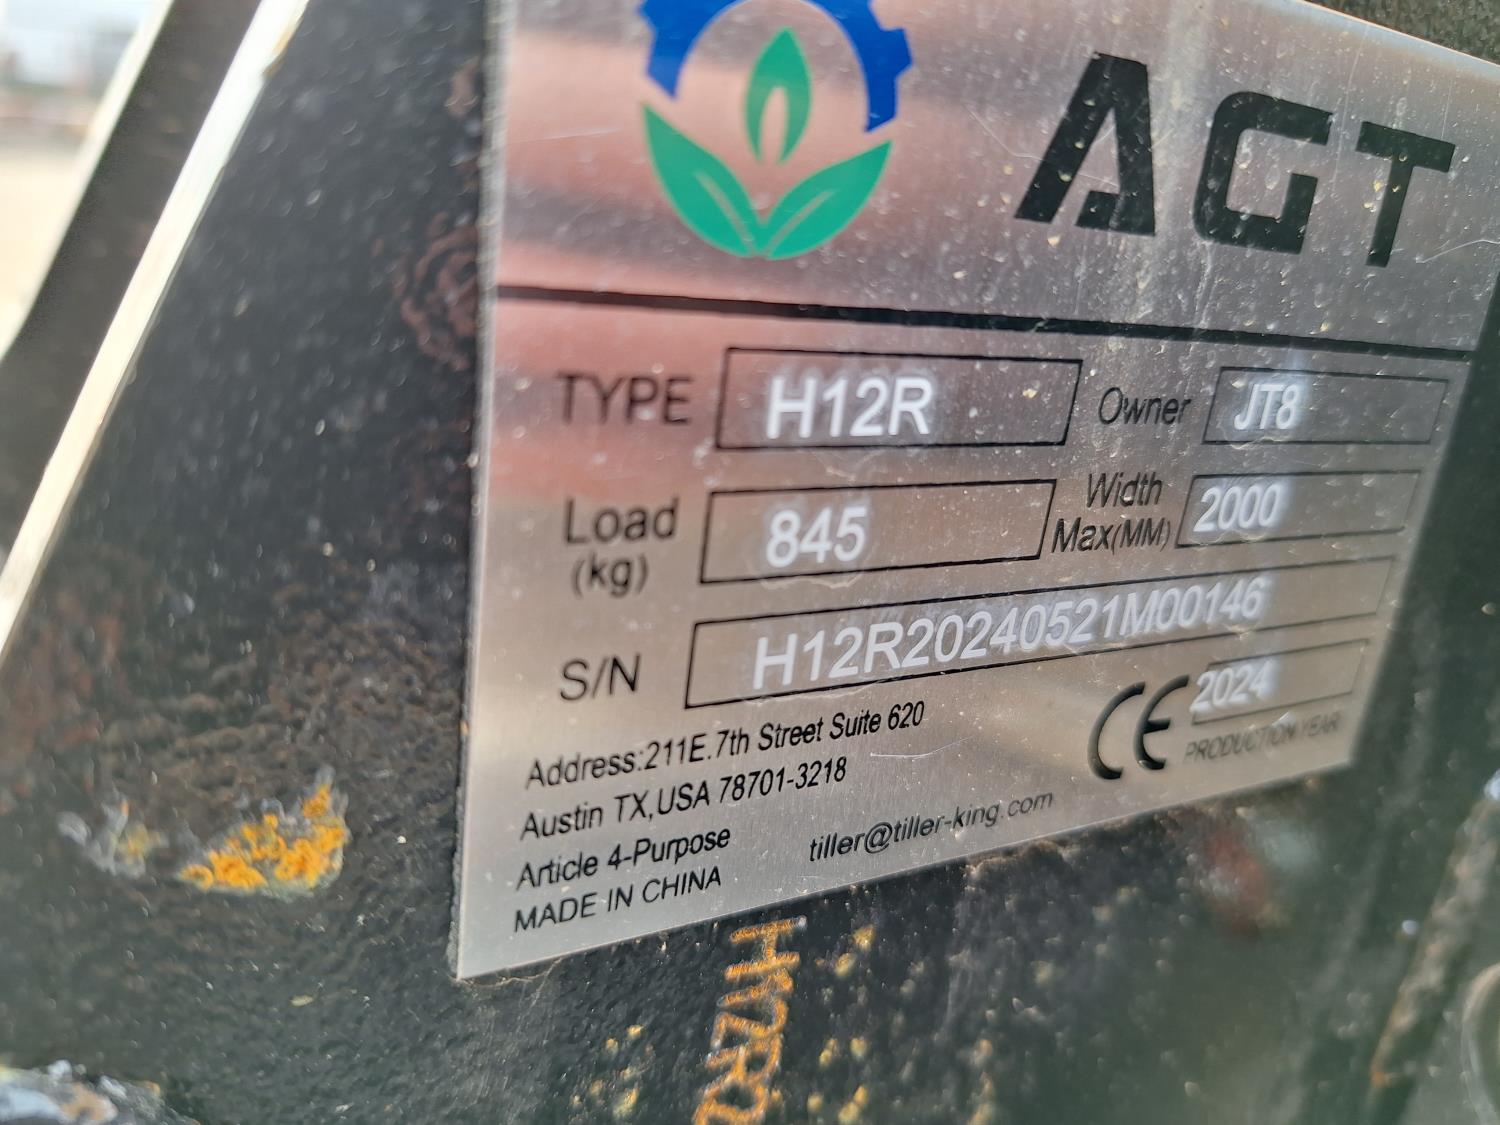 AGT
TYPE H12R Owner JT8
Load (kg) 845 Width Max(MM) 2000
S/N H12R20240521M00146
CE 2024
PRODUCTION YEAR
Address:211E.7th Street Suite 620
Austin TX,USA 78701-3218
Article 4-Purpose
tiller@tiller-king.com
MADE IN CHINA
H12R2